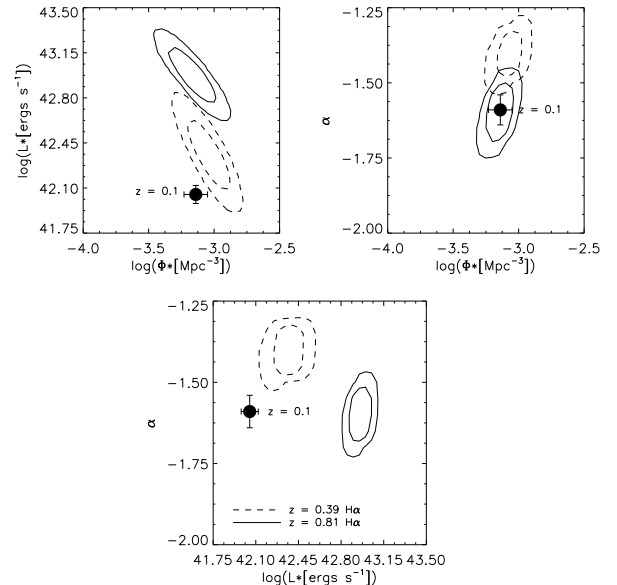 43.50
43.15
42.80
42.45
42.10
41.75
log(L*[ergs s⁻¹])
z = 0.1
−4.0 −3.5 −3.0 −2.5
log(Φ*[Mpc⁻³])
−1.25
−1.50
−1.75
−2.00
α
z = 0.1
−4.0 −3.5 −3.0 −2.5
log(Φ*[Mpc⁻³])
−1.25
−1.50
−1.75
−2.00
α
z = 0.1
z = 0.39 Hα
z = 0.81 Hα
41.75 42.10 42.45 42.80 43.15 43.50
log(L*[ergs s⁻¹])